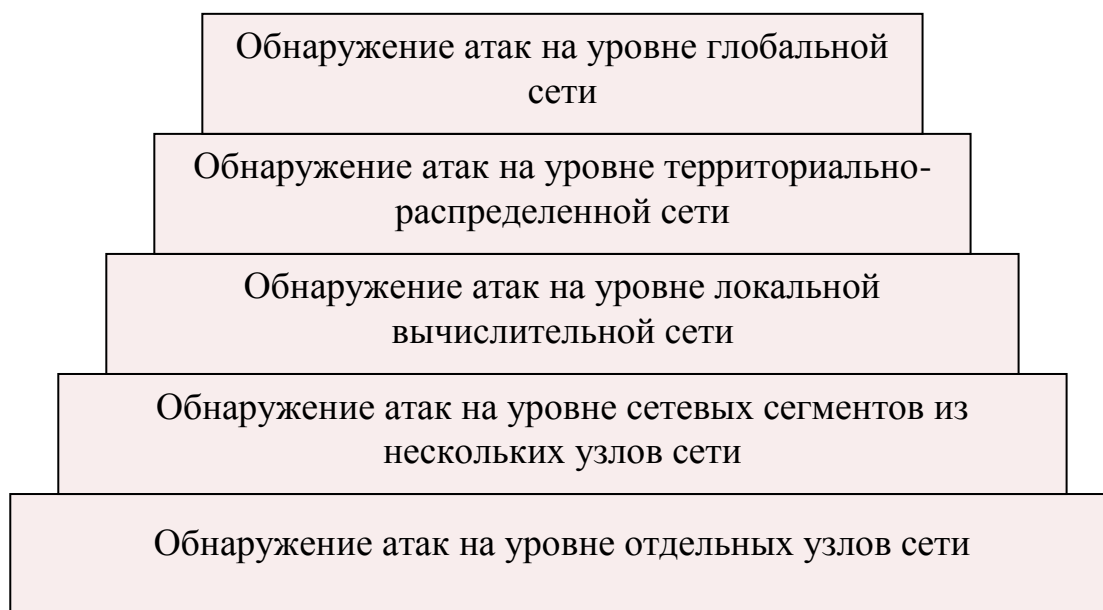 Обнаружение атак на уровне глобальной
сети
Обнаружение атак на уровне территориально-
распределенной сети
Обнаружение атак на уровне локальной
вычислительной сети
Обнаружение атак на уровне сетевых сегментов из
нескольких узлов сети
Обнаружение атак на уровне отдельных узлов сети